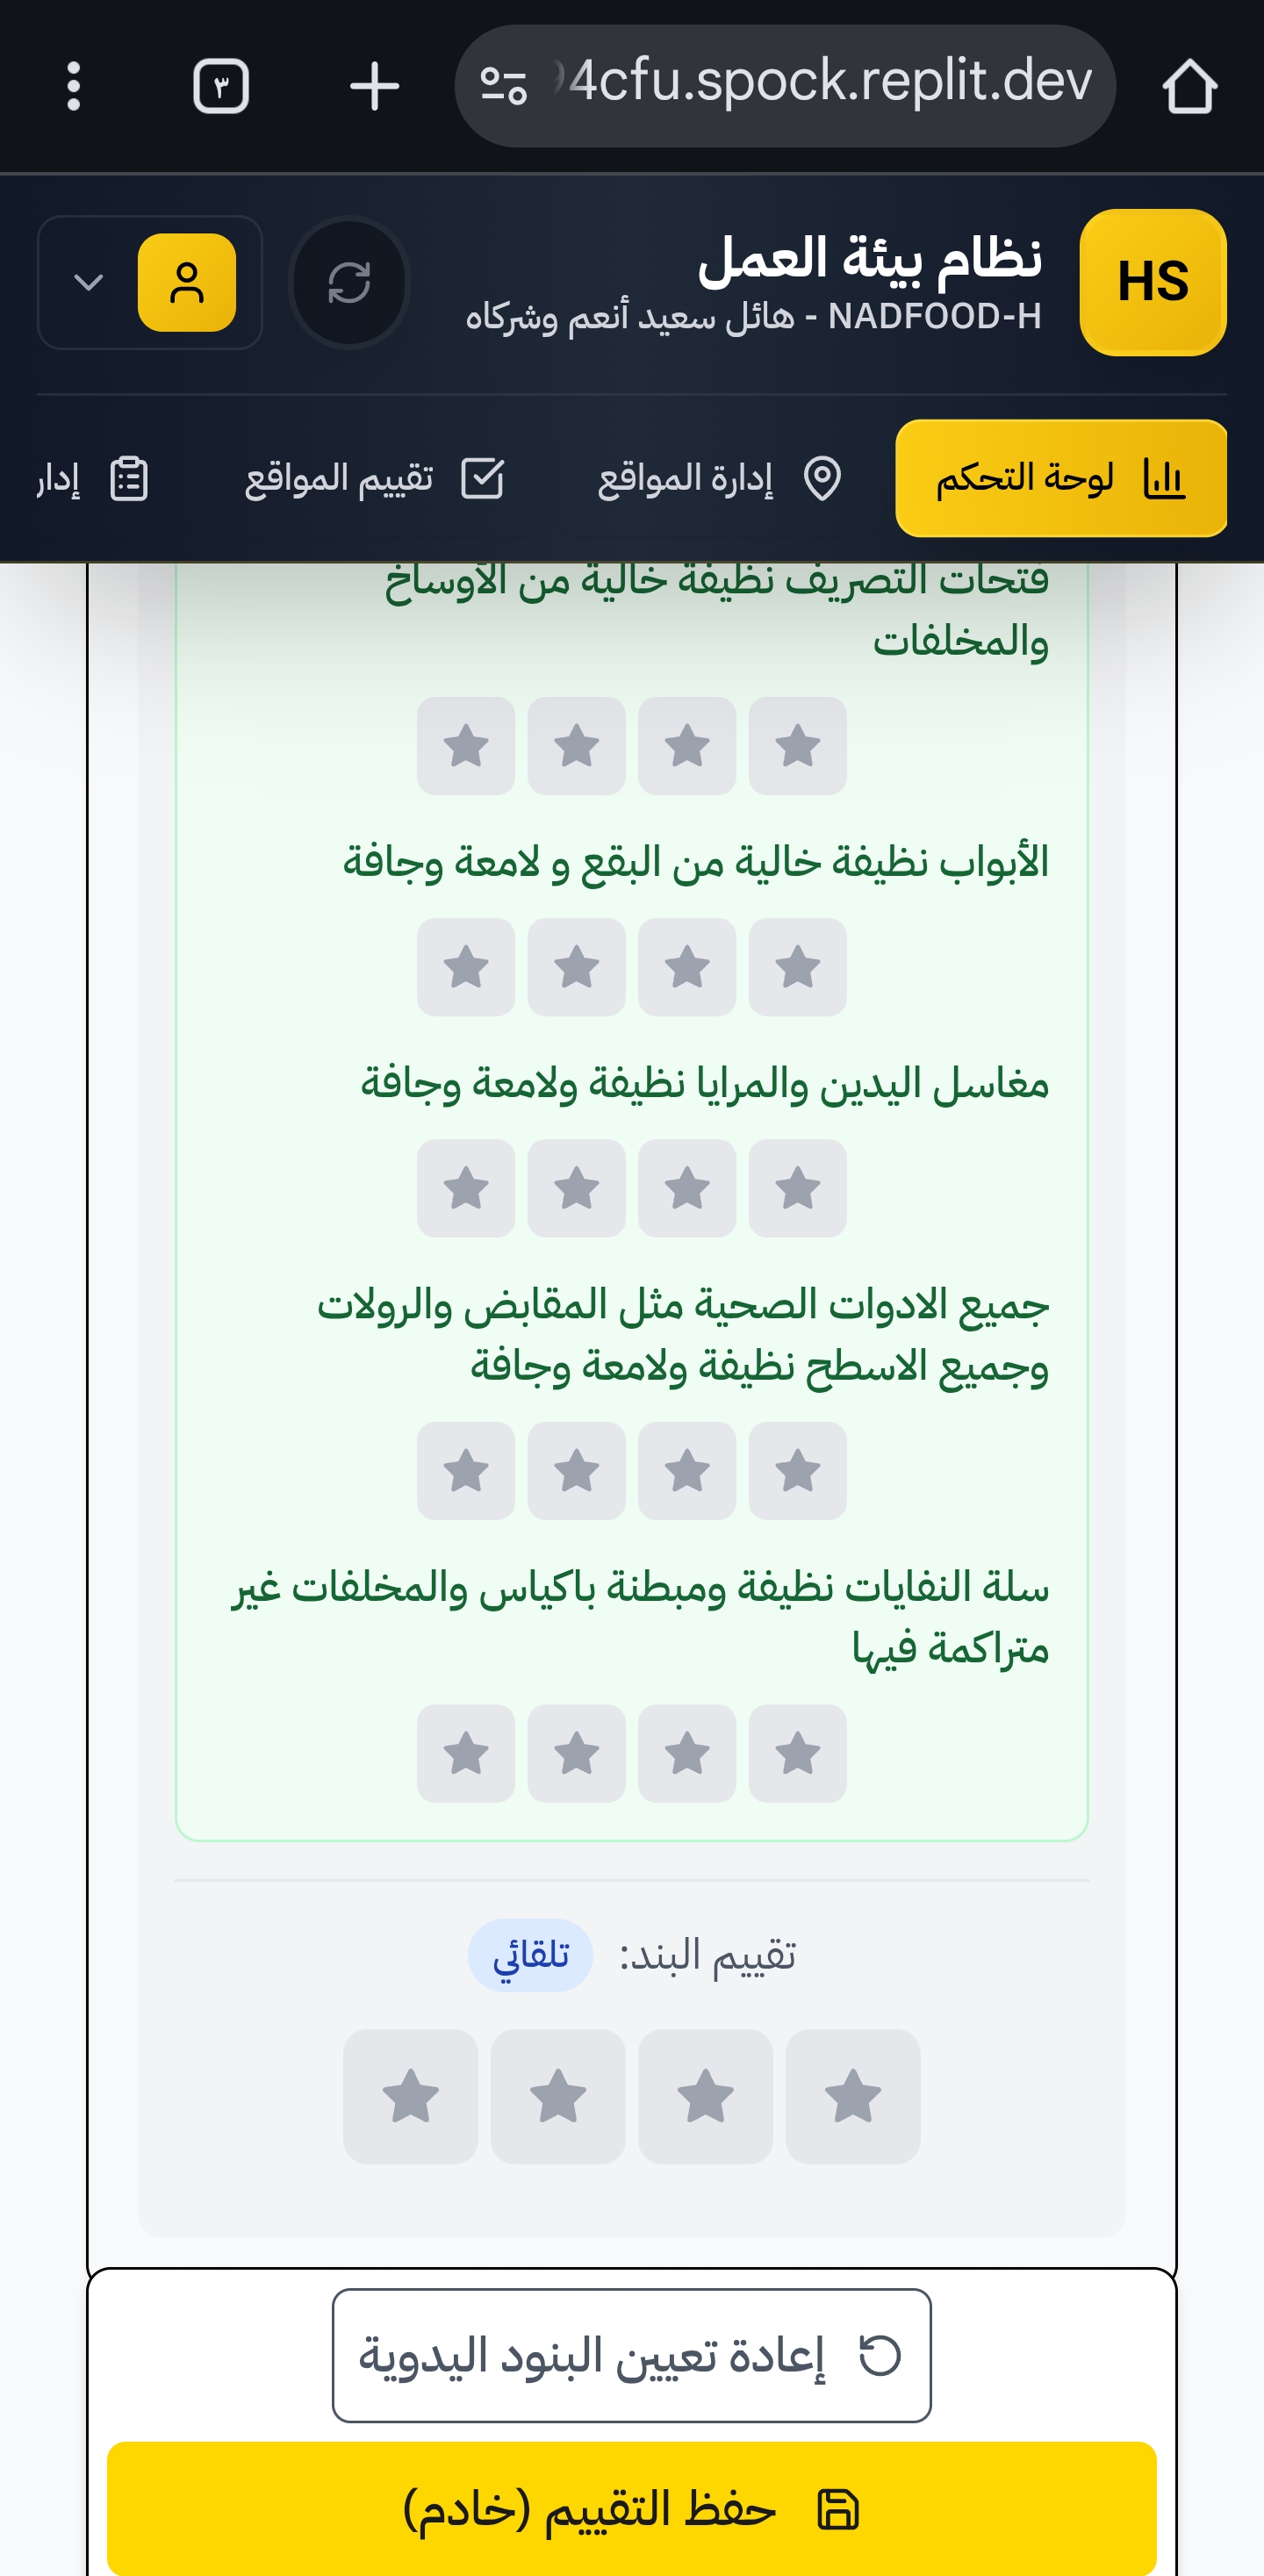 ٣
4cfu.spock.replit.dev
HS
نظام بيئة العمل
NADFOOD-H - هائل سعيد أنعم وشركاه
لوحة التحكم
إدارة المواقع
تقييم المواقع
إدار
فتحات التصريف نظيفة خالية من الأوساخ
والمخلفات
الأبواب نظيفة خالية من البقع و لامعة وجافة
مغاسل اليدين والمرايا نظيفة ولامعة وجافة
جميع الادوات الصحية مثل المقابض والرولات
وجميع الاسطح نظيفة ولامعة وجافة
سلة النفايات نظيفة ومبطنة باكياس والمخلفات غير
متراكمة فيها
تقييم البند:
تلقائي
إعادة تعيين البنود اليدوية
حفظ التقييم (خادم)